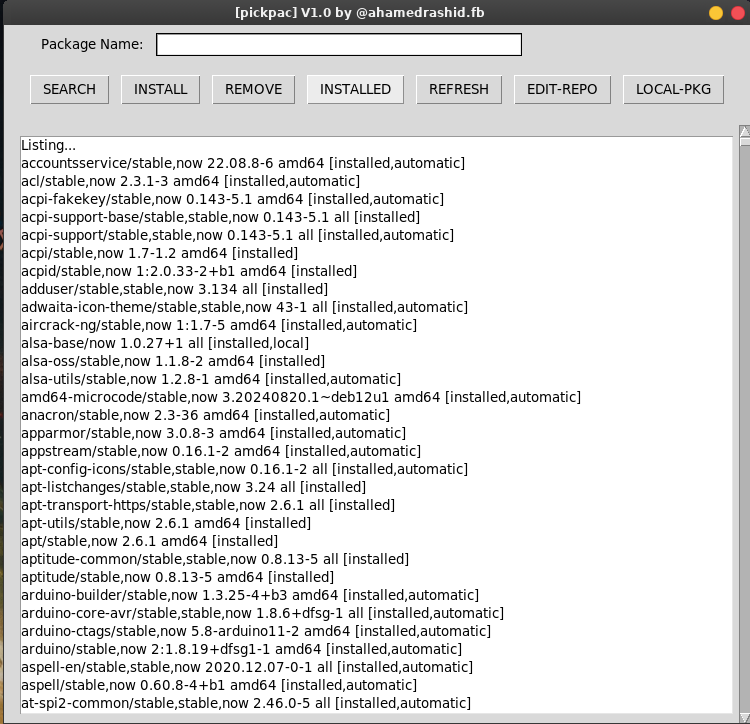 [pickpac] V1.0 by @ahamedrashid.fb
Package Name:
SEARCH INSTALL REMOVE INSTALLED REFRESH EDIT-REPO LOCAL-PKG
Listing...
accountsservice/stable,now 22.08.8-6 amd64 [installed,automatic]
acl/stable,now 2.3.1-3 amd64 [installed,automatic]
acpi-fakekey/stable,now 0.143-5.1 amd64 [installed,automatic]
acpi-support-base/stable,stable,now 0.143-5.1 all [installed]
acpi-support/stable,stable,now 0.143-5.1 all [installed,automatic]
acpi/stable,now 1.7-1.2 amd64 [installed]
acpid/stable,now 1:2.0.33-2+b1 amd64 [installed]
adduser/stable,stable,now 3.134 all [installed]
adwaita-icon-theme/stable,stable,now 43-1 all [installed,automatic]
aircrack-ng/stable,now 1:1.7-5 amd64 [installed,automatic]
alsa-base/now 1.0.27+1 all [installed,local]
alsa-oss/stable,now 1.1.8-2 amd64 [installed]
alsa-utils/stable,now 1.2.8-1 amd64 [installed,automatic]
amd64-microcode/stable,now 3.20240820.1~deb12u1 amd64 [installed,automatic]
anacron/stable,now 2.3-36 amd64 [installed,automatic]
apparmor/stable,now 3.0.8-3 amd64 [installed,automatic]
appstream/stable,now 0.16.1-2 amd64 [installed,automatic]
apt-config-icons/stable,stable,now 0.16.1-2 all [installed,automatic]
apt-listchanges/stable,now 3.24 all [installed]
apt-transport-https/stable,stable,now 2.6.1 all [installed]
apt-utils/stable,now 2.6.1 amd64 [installed]
apt/stable,now 2.6.1 amd64 [installed]
aptitude-common/stable,stable,now 0.8.13-5 all [installed]
aptitude/stable,now 0.8.13-5 amd64 [installed]
arduino-builder/stable,now 1.3.25-4+b3 amd64 [installed,automatic]
arduino-core-avr/stable,stable,now 1.8.6+dfsg-1 all [installed,automatic]
arduino-ctags/stable,now 5.8-arduino11-2 amd64 [installed,automatic]
arduino/stable,now 2:1.8.19+dfsg1-1 amd64 [installed,automatic]
aspell-en/stable,stable,now 2020.12.07-0-1 all [installed,automatic]
aspell/stable,now 0.60.8-4+b1 amd64 [installed,automatic]
at-spi2-common/stable,stable,now 2.46.0-5 all [installed,automatic]